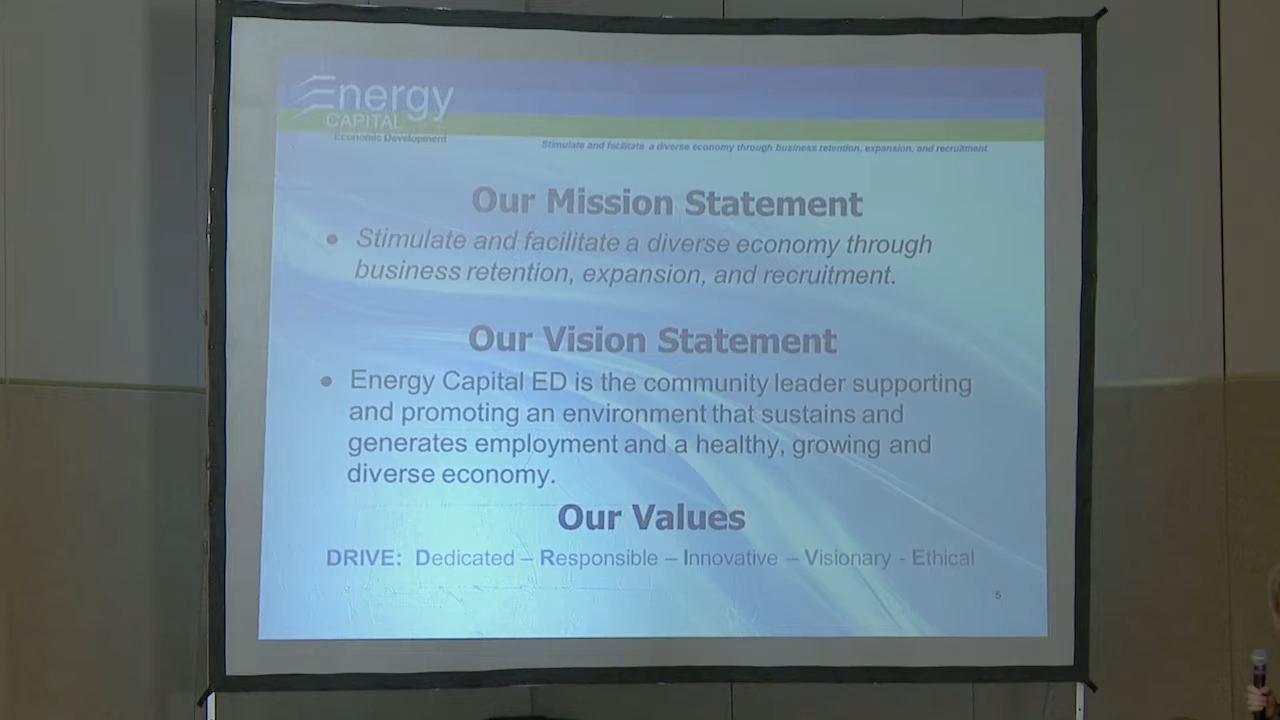 Energy
CAPITAL
Economic Development
Stimulate and facilitate a diverse economy through business retention, expansion, and recruitment.
Our Mission Statement
● Stimulate and facilitate a diverse economy through
business retention, expansion, and recruitment.
Our Vision Statement
● Energy Capital ED is the community leader supporting
and promoting an environment that sustains and
generates employment and a healthy, growing and
diverse economy.
Our Values
DRIVE: Dedicated – Responsible – Innovative – Visionary - Ethical
5